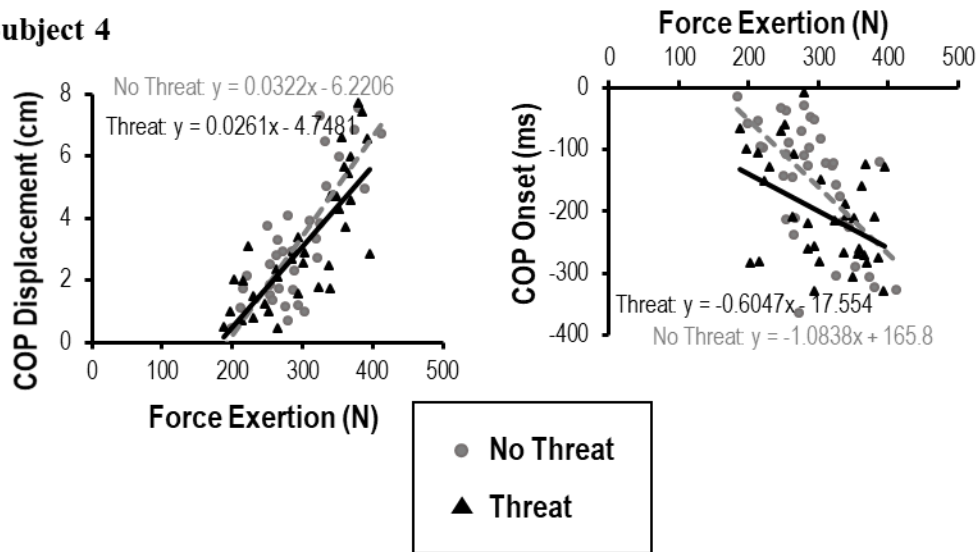 ubject 4
No Threat: y = 0.0322x - 6.2206
Threat: y = 0.0261x - 4.7481
COP Displacement (cm)
8
6
4
2
0
0 100 200 300 400 500
Force Exertion (N)
Force Exertion (N)
0 100 200 300 400 500
COP Onset (ms)
0
-100
-200
-300
-400
Threat: y = -0.6047x - 17.554
No Threat: y = -1.0838x + 165.8
No Threat
Threat